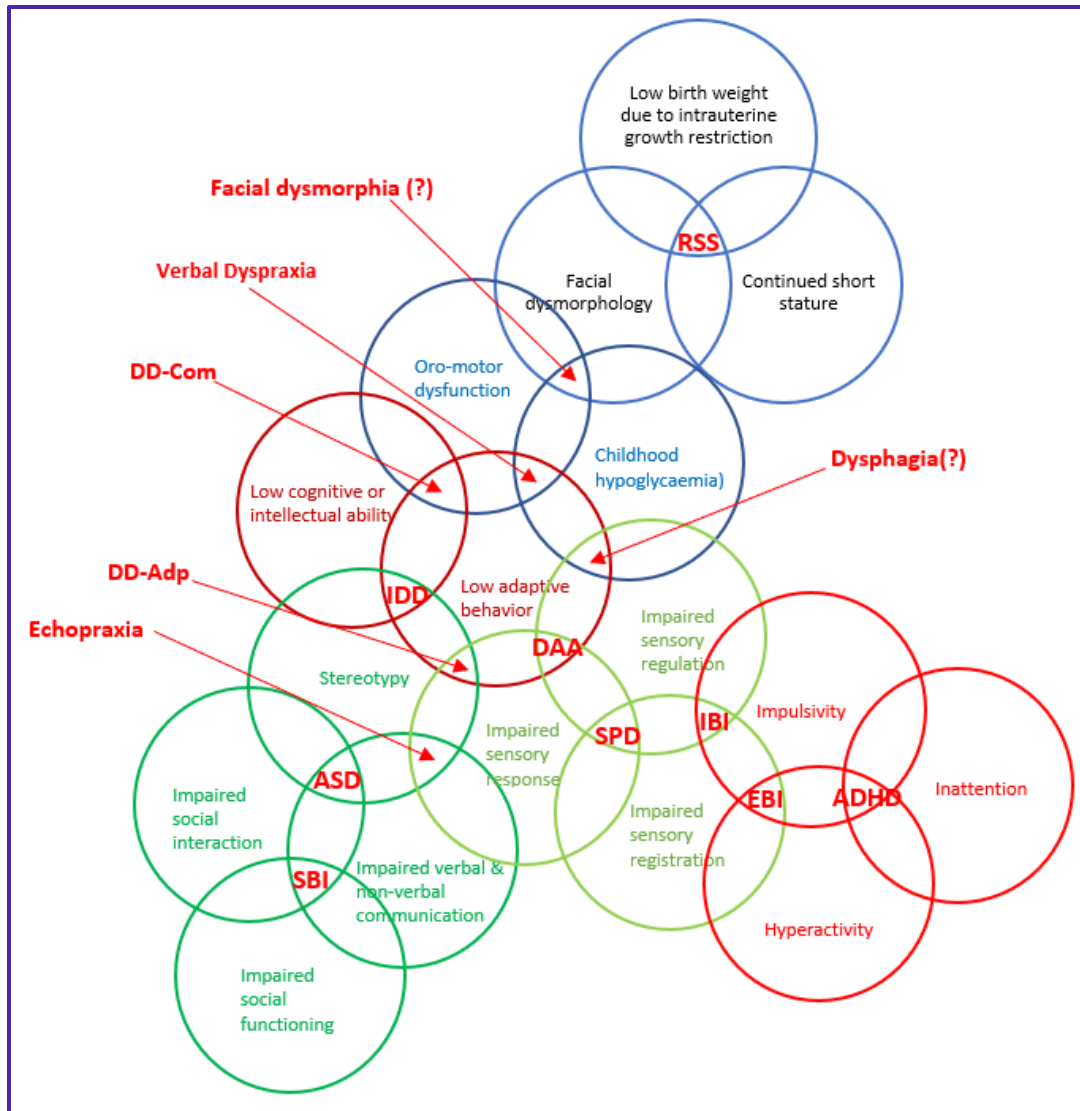 Low birth weight
due to intrauterine
growth restriction
Facial dysmorphia (?)
RSS
Verbal Dyspraxia
Facial
dysmorphology
Continued short
stature
Oro-motor
dysfunction
DD-Com
Childhood
hypoglycaemia)
Dysphagia(?)
Low cognitive or
intellectual ability
DD-Adp
IDD
Low adaptive
behavior
Echopraxia
DAA
Impaired
sensory
regulation
Stereotypy
Impaired
sensory
response
SPD
IBI
Impulsivity
ASD
EBI
ADHD
Inattention
Impaired
social
interaction
Impaired
sensory
registration
SBI
Impaired verbal &
non-verbal
communication
Hyperactivity
Impaired
social
functioning